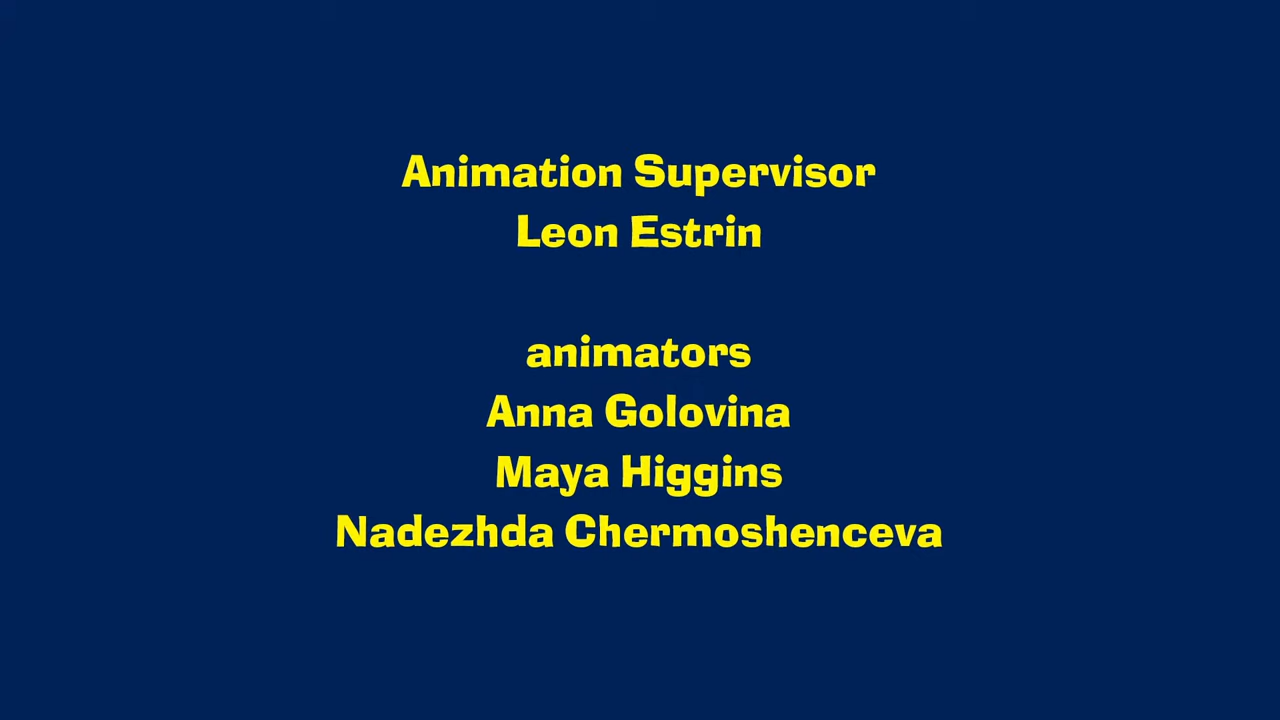 Animation Supervisor
Leon Estrin
animators
Anna Golovina
Maya Higgins
Nadezhda Chermoshenceva